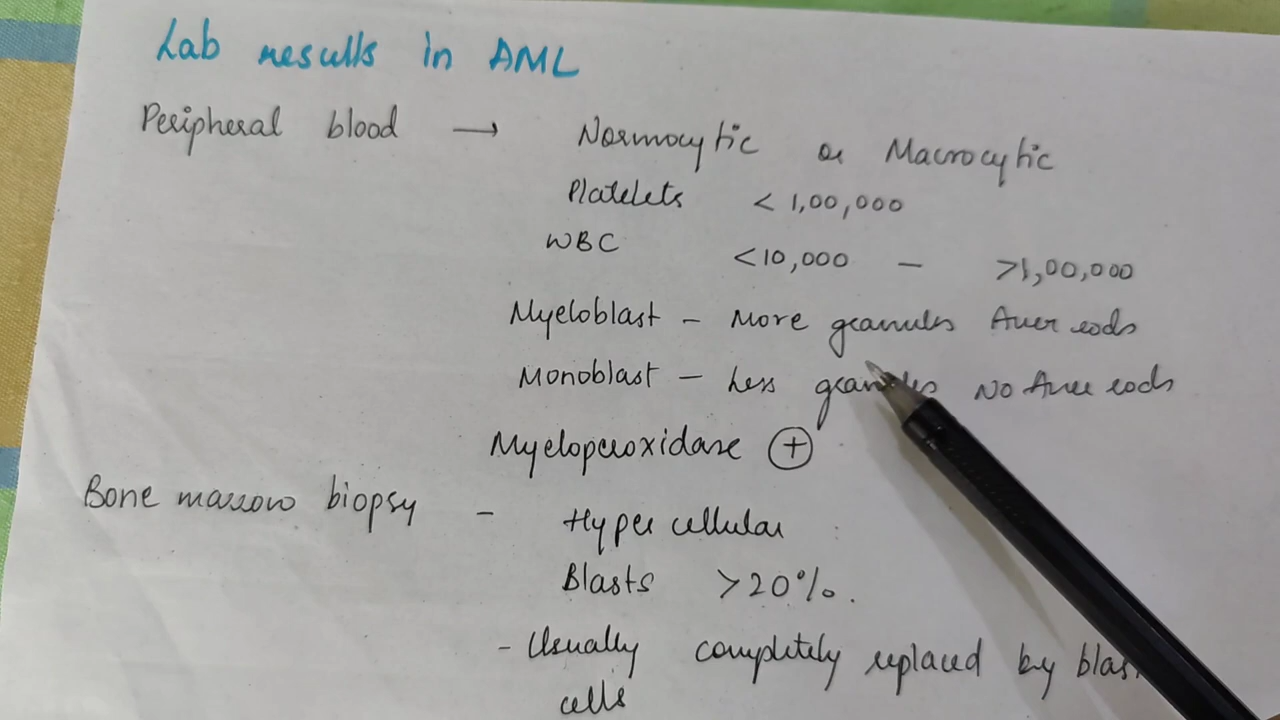 Lab results in AML
Peripheral blood → Normocytic or Macrocytic
Platelets < 1,00,000
WBC <10,000 – >1,00,000
Myeloblast – More granules Auer rods
Monoblast – Less granules No Auer rods
Myeloperoxidase ⊕
Bone marrow biopsy – Hyper cellular
Blasts >20%.
- Usually completely replaced by blas
cells